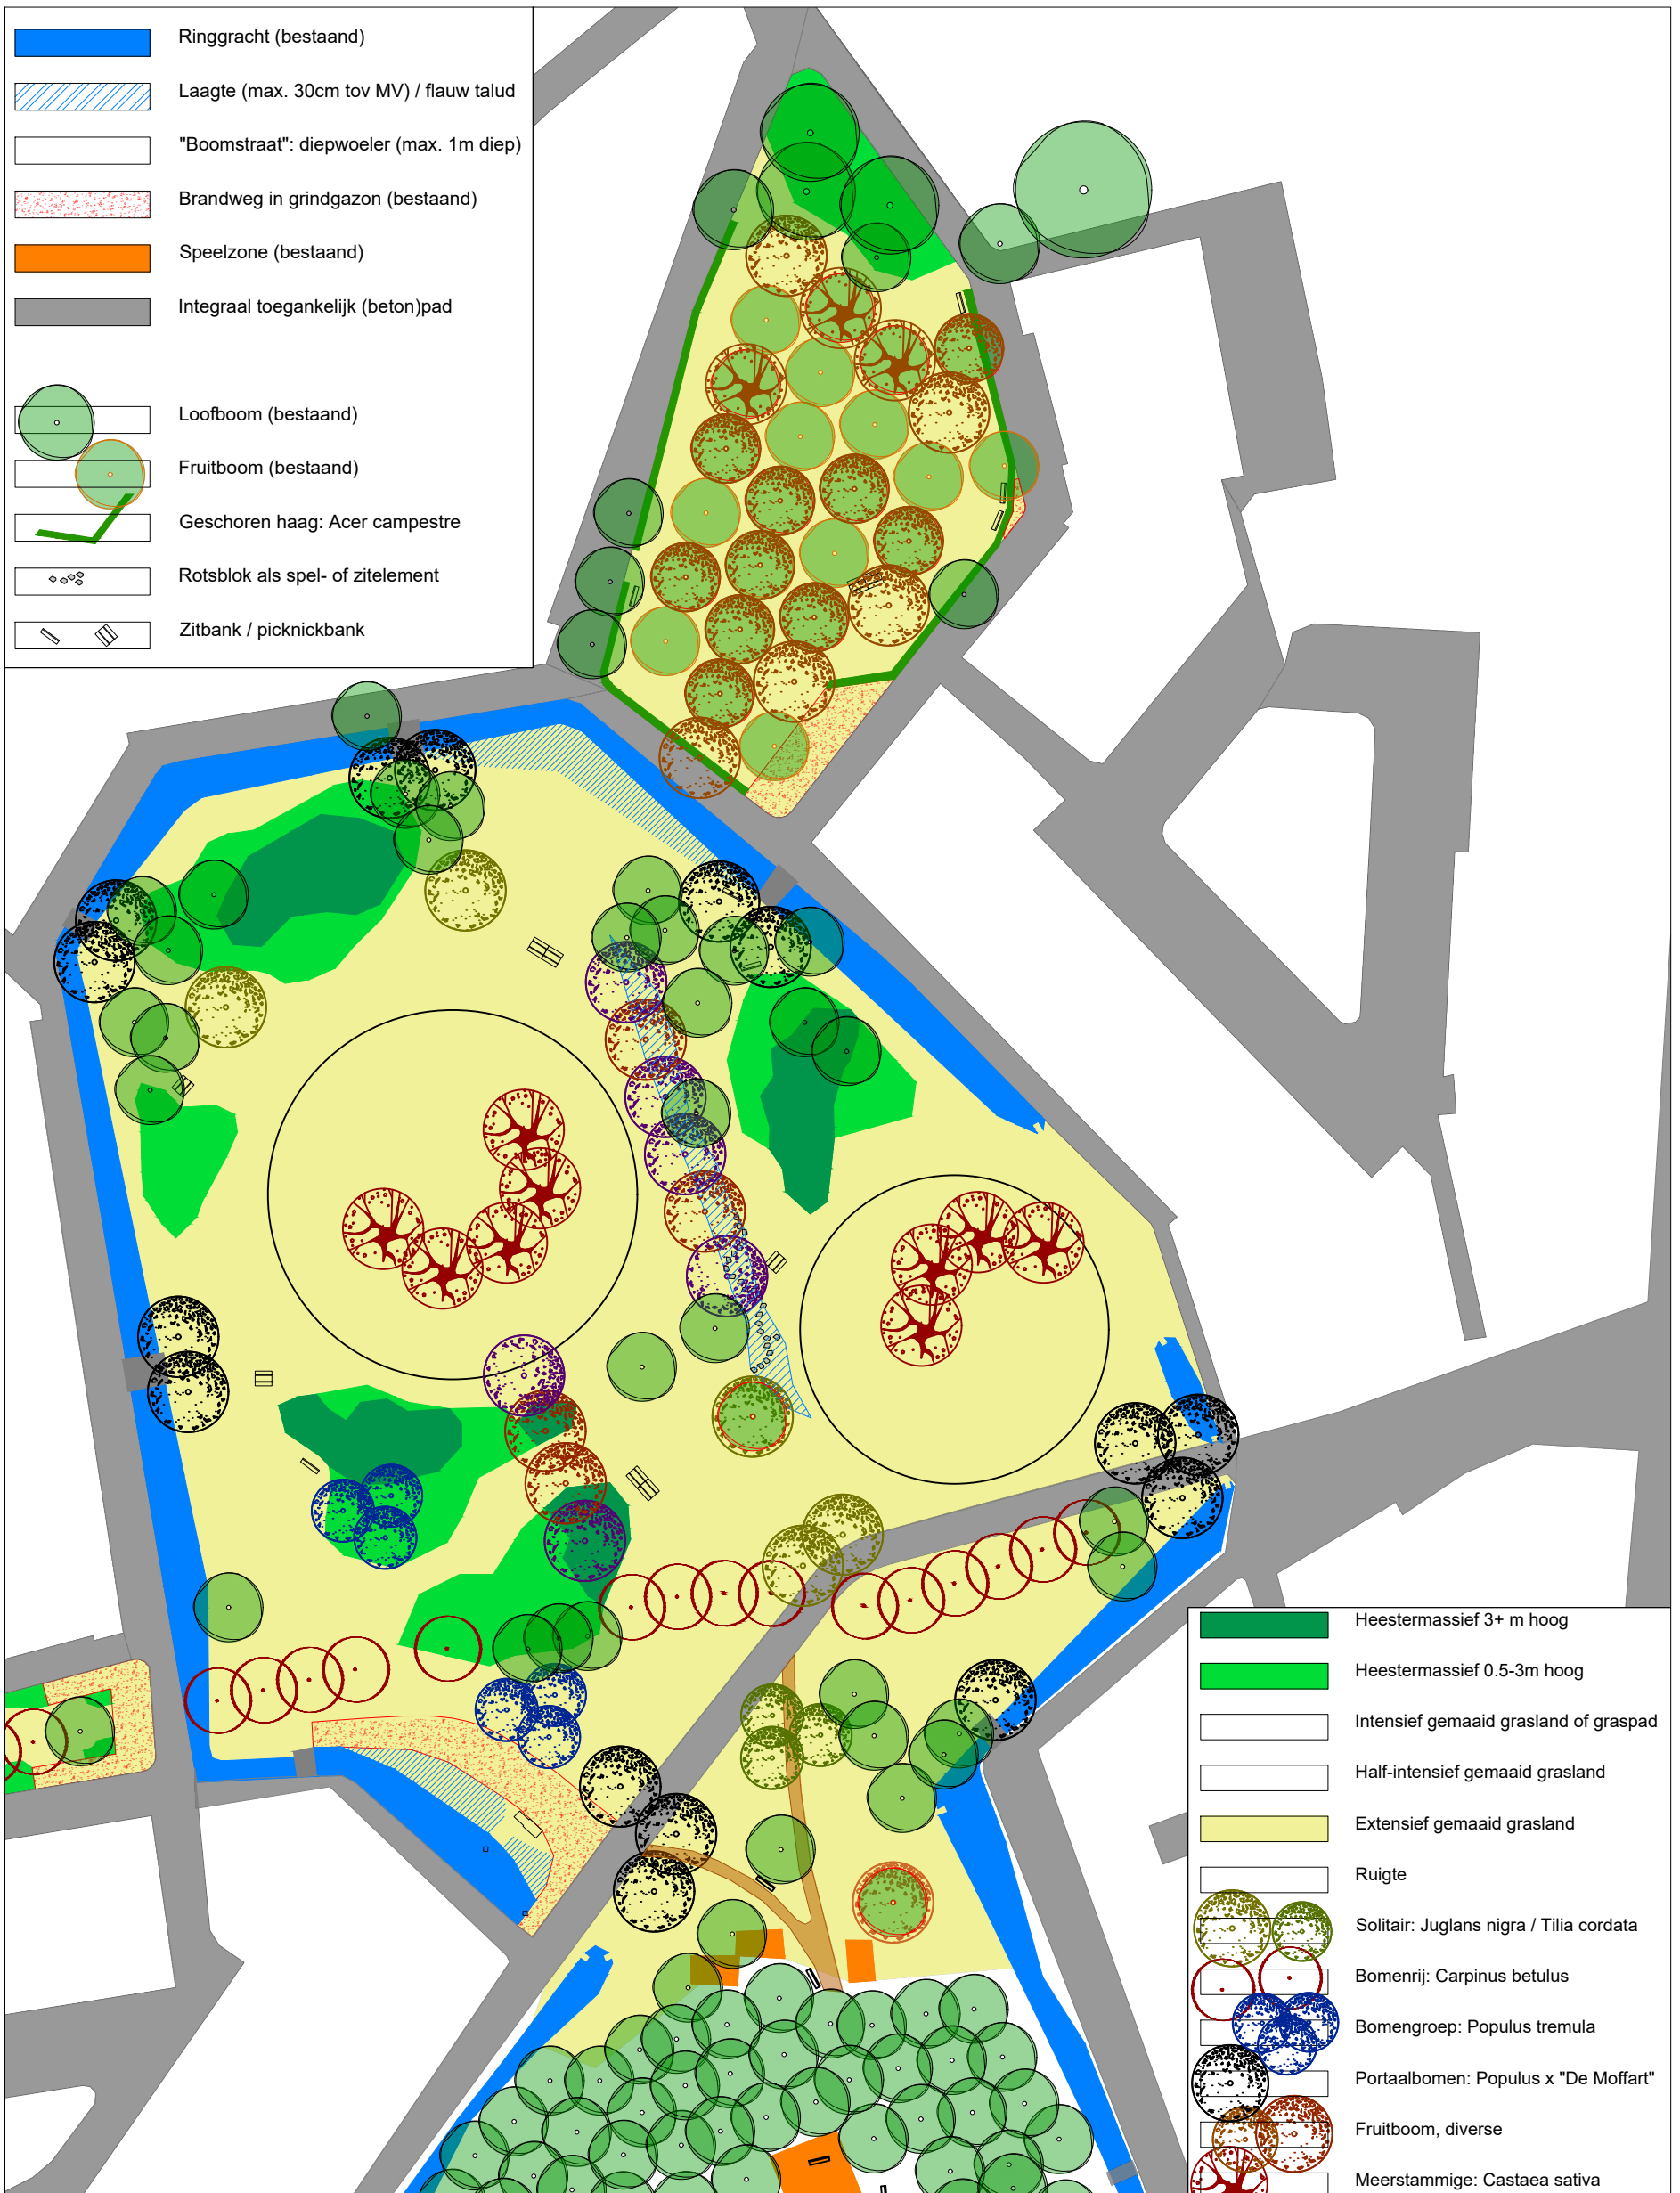 Ringgracht (bestaand)
Laagte (max. 30cm tov MV) / flauw talud
"Boomstraat": diepwoeler (max. 1m diep)
Brandweg in grindgazon (bestaand)
Speelzone (bestaand)
Integraal toegankelijk (beton)pad
Loofboom (bestaand)
Fruitboom (bestaand)
Geschoren haag: Acer campestre
Rotsblok als spel- of zitelement
Zitbank / picknickbank
Heestermassief 3+ m hoog
Heestermassief 0.5-3m hoog
Intensief gemaaid grasland of graspad
Half-intensief gemaaid grasland
Extensief gemaaid grasland
Ruigte
Solitair: Juglans nigra / Tilia cordata
Bomenrij: Carpinus betulus
Bomengroep: Populus tremula
Portaalbomen: Populus x "De Moffart"
Fruitboom, diverse
Meerstammige: Castaea sativa